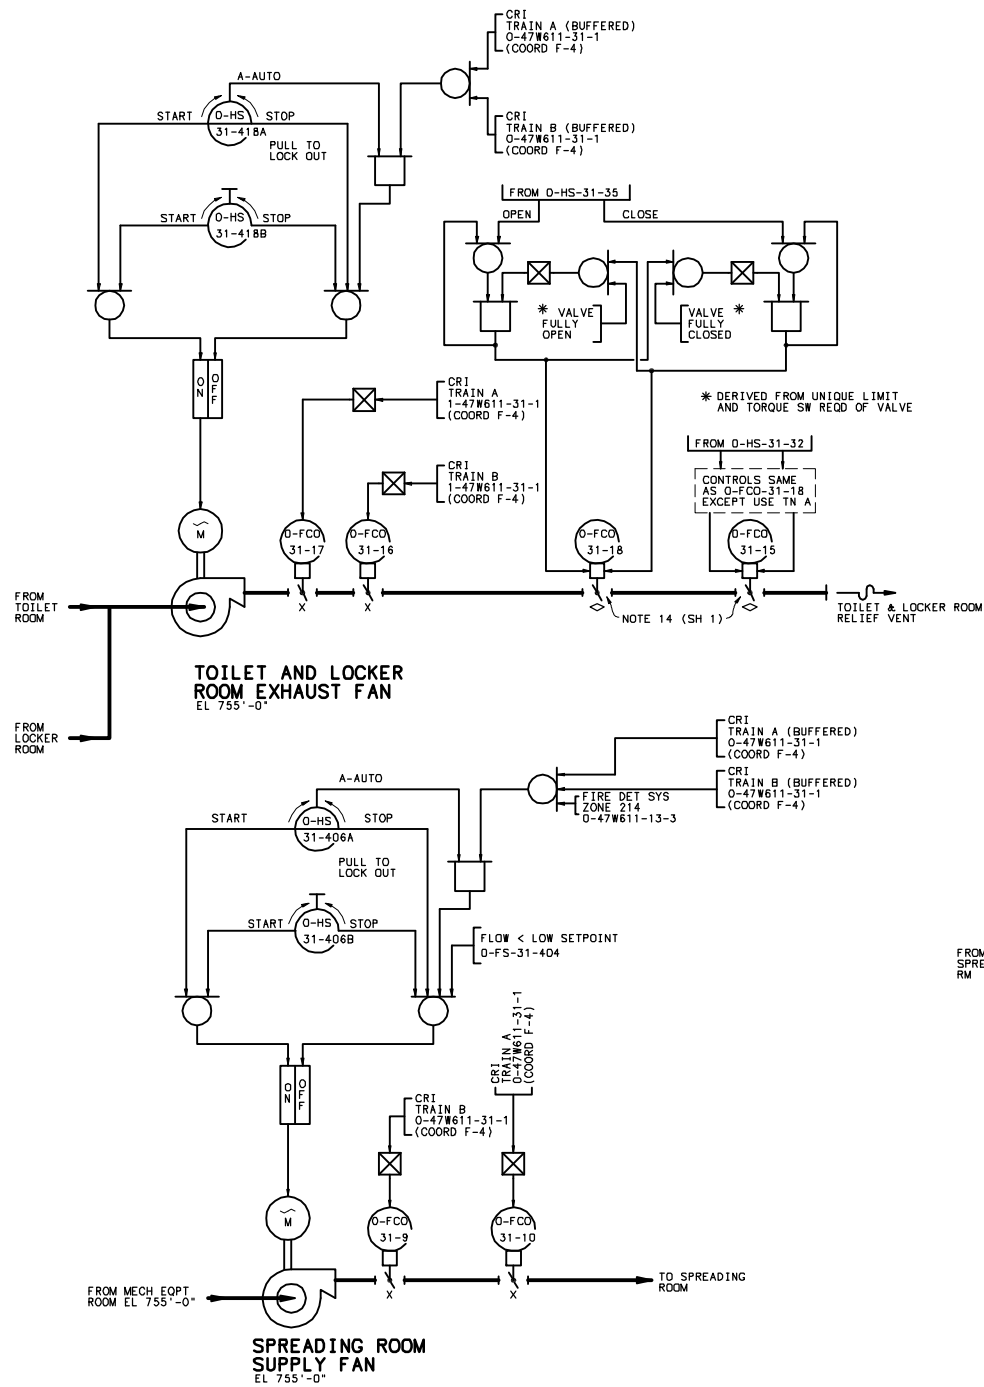 CRI
TRAIN A (BUFFERED)
0-47W611-31-1
(COORD F-4)
A-AUTO
START
STOP
0-HS
31-418A
PULL TO
LOCK OUT
CRI
TRAIN B (BUFFERED)
0-47W611-31-1
(COORD F-4)
START
STOP
0-HS
31-418B
FROM 0-HS-31-35
OPEN
CLOSE
* VALVE
FULLY
OPEN
VALVE *
FULLY
CLOSED
ON
OFF
CRI
TRAIN A
1-47W611-31-1
(COORD F-4)
* DERIVED FROM UNIQUE LIMIT
AND TORQUE SW REQD OF VALVE
FROM 0-HS-31-32
CONTROLS SAME
AS 0-FCO-31-18
EXCEPT USE TN A
CRI
TRAIN B
1-47W611-31-1
(COORD F-4)
M
0-FCO
31-17
0-FCO
31-16
0-FCO
31-18
0-FCO
31-15
X
X
FROM
TOILET
ROOM
NOTE 14 (SH 1)
TOILET & LOCKER ROOM
RELIEF VENT
TOILET AND LOCKER
ROOM EXHAUST FAN
EL 755'-0"
FROM
LOCKER
ROOM
CRI
TRAIN A (BUFFERED)
0-47W611-31-1
(COORD F-4)
CRI
TRAIN B (BUFFERED)
0-47W611-31-1
(COORD F-4)
A-AUTO
FIRE DET SYS
ZONE 214
0-47W611-13-3
START
STOP
0-HS
31-406A
PULL TO
LOCK OUT
START
STOP
0-HS
31-406B
FLOW < LOW SETPOINT
0-FS-31-404
FROM
SPRE
RM
ON
OFF
CRI
TRAIN A
0-47W611-31-1
(COORD F-4)
CRI
TRAIN B
0-47W611-31-1
(COORD F-4)
M
0-FCO
31-9
0-FCO
31-10
X
X
FROM MECH EQPT
ROOM EL 755'-0"
TO SPREADING
ROOM
SPREADING ROOM
SUPPLY FAN
EL 755'-0"